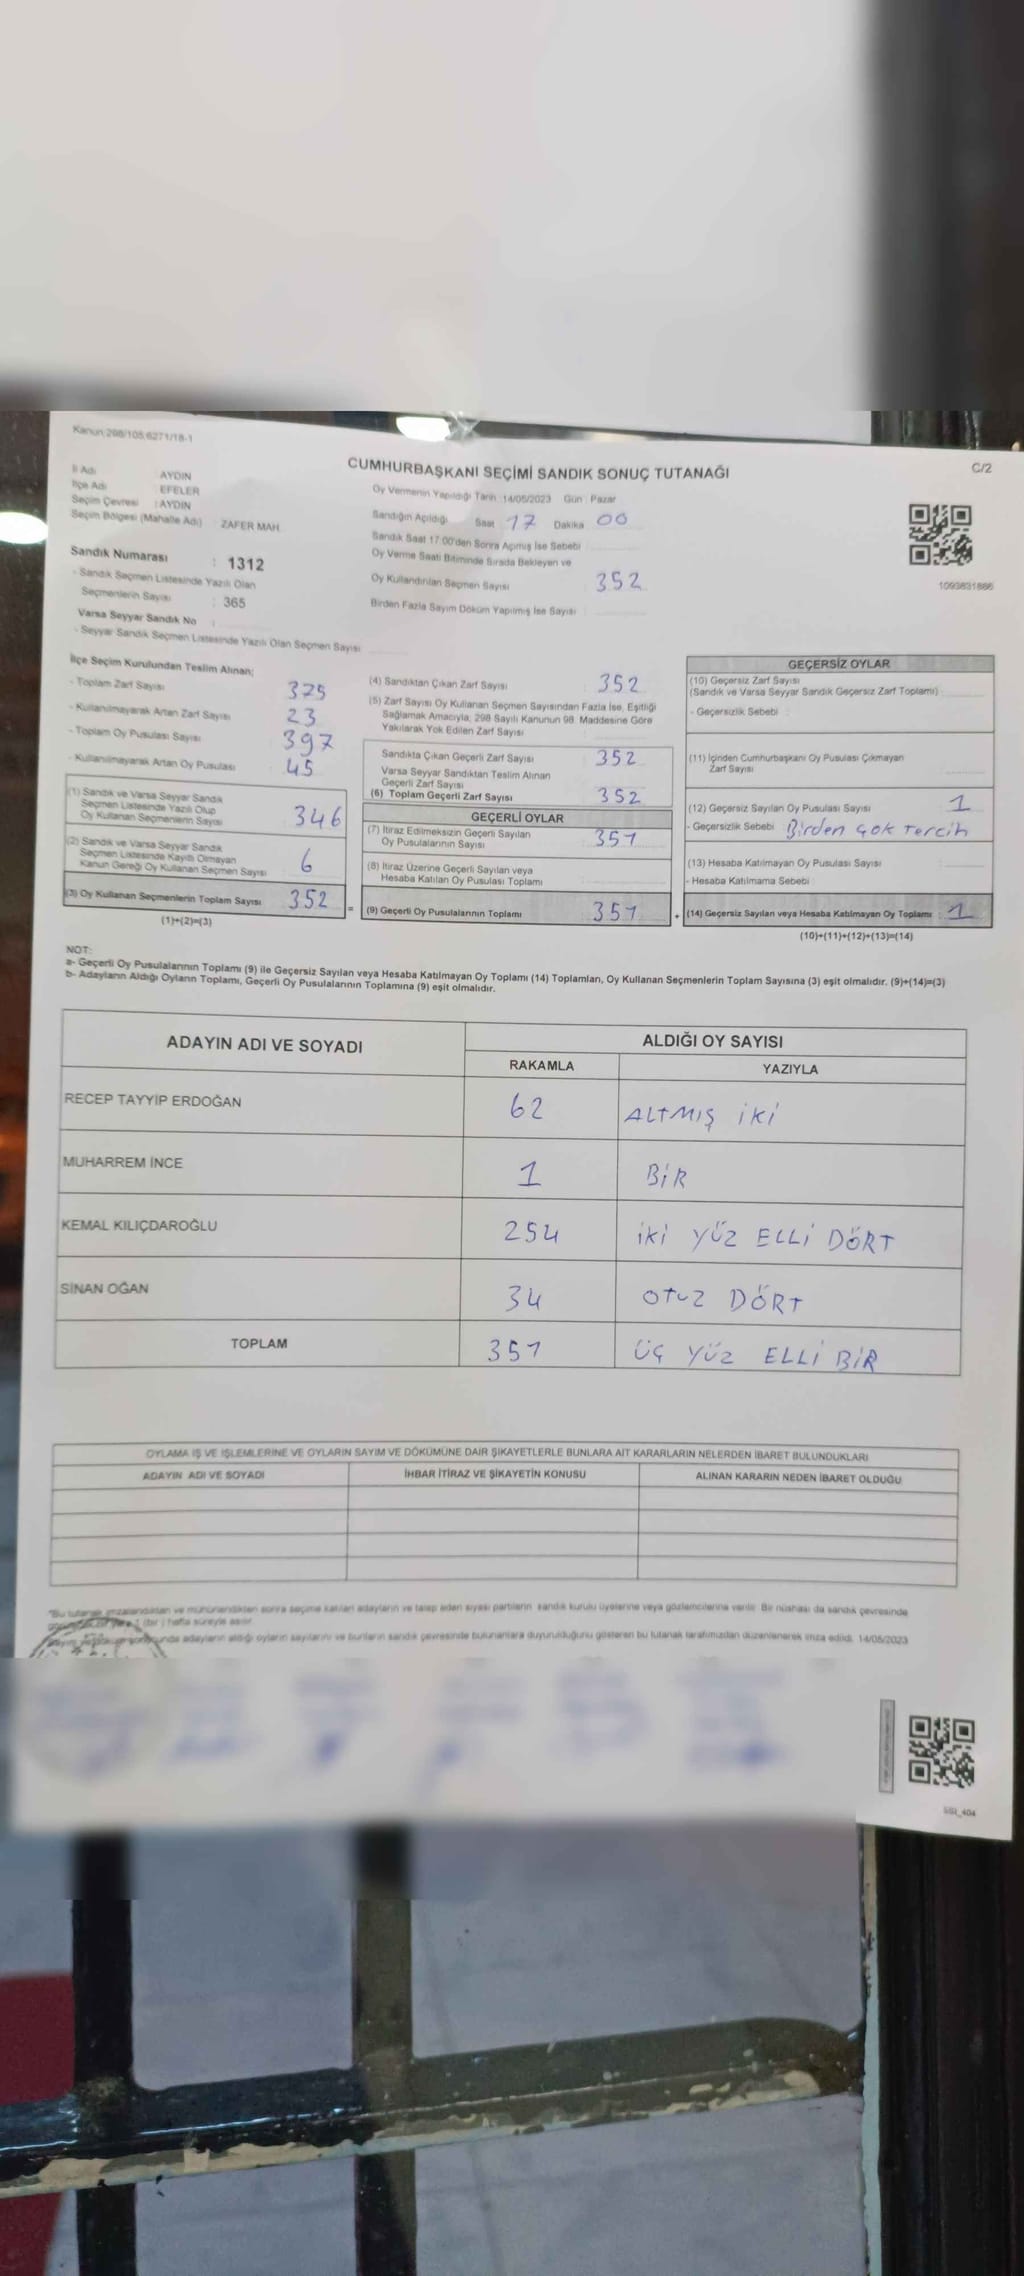 Kanun:298/105,6271/18-1
C/2
CUMHURBAŞKANI SEÇİMİ SANDIK SONUÇ TUTANAĞI
İl Adı : AYDIN
İlçe Adı : EFELER
Seçim Çevresi : AYDIN
Seçim Bölgesi (Mahalle Adı) : ZAFER MAH.
Sandık Numarası : 1312
- Sandık Seçmen Listesinde Yazılı Olan
Seçmenlerin Sayısı : 365
Varsa Seyyar Sandık No :
- Seyyar Sandık Seçmen Listesinde Yazılı Olan Seçmen Sayısı
Oy Vermenin Yapıldığı Tarih : 14/05/2023 Gün : Pazar
Sandığın Açıldığı Saat 17 Dakika 00
Sandık Saat 17:00'den Sonra Açılmış İse Sebebi
Oy Verme Saati Bitiminde Sırada Bekleyen ve
Oy Kullandırılan Seçmen Sayısı : 352
Birden Fazla Sayım Döküm Yapılmış İse Sayısı :
1093831866
İlçe Seçim Kurulundan Teslim Alınan;
- Toplam Zarf Sayısı : 375
- Kullanılmayarak Artan Zarf Sayısı : 23
- Toplam Oy Pusulası Sayısı : 397
- Kullanılmayarak Artan Oy Pusulası : 45
(1) Sandık ve Varsa Seyyar Sandık
Seçmen Listesinde Yazılı Olup
Oy Kullanan Seçmenlerin Sayısı : 346
(2) Sandık ve Varsa Seyyar Sandık
Seçmen Listesinde Kayıtlı Olmayan
Kanun Gereği Oy Kullanan Seçmen Sayısı : 6
(3) Oy Kullanan Seçmenlerin Toplam Sayısı : 352
(1)+(2)=(3)
(4) Sandıktan Çıkan Zarf Sayısı : 352
(5) Zarf Sayısı Oy Kullanan Seçmen Sayısından Fazla İse, Eşitliği
Sağlamak Amacıyla; 298 Sayılı Kanunun 98. Maddesine Göre
Yakılarak Yok Edilen Zarf Sayısı :
Sandıkta Çıkan Geçerli Zarf Sayısı : 352
Varsa Seyyar Sandıktan Teslim Alınan
Geçerli Zarf Sayısı
(6) Toplam Geçerli Zarf Sayısı : 352
GEÇERLİ OYLAR
(7) İtiraz Edilmeksizin Geçerli Sayılan
Oy Pusulalarının Sayısı : 351
(8) İtiraz Üzerine Geçerli Sayılan veya
Hesaba Katılan Oy Pusulası Toplamı :
= (9) Geçerli Oy Pusulalarının Toplamı : 351
GEÇERSİZ OYLAR
(10) Geçersiz Zarf Sayısı
(Sandık ve Varsa Seyyar Sandık Geçersiz Zarf Toplamı) :
- Geçersizlik Sebebi :
(11) İçinden Cumhurbaşkanı Oy Pusulası Çıkmayan
Zarf Sayısı :
(12) Geçersiz Sayılan Oy Pusulası Sayısı : 1
- Geçersizlik Sebebi : Birden çok tercih
(13) Hesaba Katılmayan Oy Pusulası Sayısı :
- Hesaba Katılmama Sebebi :
+ (14) Geçersiz Sayılan veya Hesaba Katılmayan Oy Toplamı : 1
(10)+(11)+(12)+(13)=(14)
NOT:
a- Geçerli Oy Pusulalarının Toplamı (9) ile Geçersiz Sayılan veya Hesaba Katılmayan Oy Toplamı (14) Toplamları, Oy Kullanan Seçmenlerin Toplam Sayısına (3) eşit olmalıdır. (9)+(14)=(3)
b- Adayların Aldığı Oyların Toplamı, Geçerli Oy Pusulalarının Toplamına (9) eşit olmalıdır.
ADAYIN ADI VE SOYADI ALDIĞI OY SAYISI
RAKAMLA YAZIYLA
RECEP TAYYİP ERDOĞAN 62 ALTMIŞ İKİ
MUHARREM İNCE 1 BİR
KEMAL KILIÇDAROĞLU 254 İKİ YÜZ ELLİ DÖRT
SİNAN OĞAN 34 OTUZ DÖRT
TOPLAM 351 ÜÇ YÜZ ELLİ BİR
OYLAMA İŞ VE İŞLEMLERİNE VE OYLARIN SAYIM VE DÖKÜMÜNE DAİR ŞİKAYETLERLE BUNLARA AİT KARARLARIN NELERDEN İBARET BULUNDUKLARI
ADAYIN ADI VE SOYADI İHBAR İTİRAZ VE ŞİKAYETİN KONUSU ALINAN KARARIN NEDEN İBARET OLDUĞU
*Bu tutanak imzalandıktan ve mühürlendikten sonra seçime katılan adayların ve talep eden siyasi partilerin sandık kurulu üyelerine veya gözlemcilerine verilir. Bir nüshası da sandık çevresinde
1 (bir) hafta süreyle asılır.
adayların aldığı oyların sayılarını ve bunların sandık çevresinde bulunanlara duyurulduğunu gösteren bu tutanak tarafımızdan düzenlenerek imza edildi. 14/05/2023